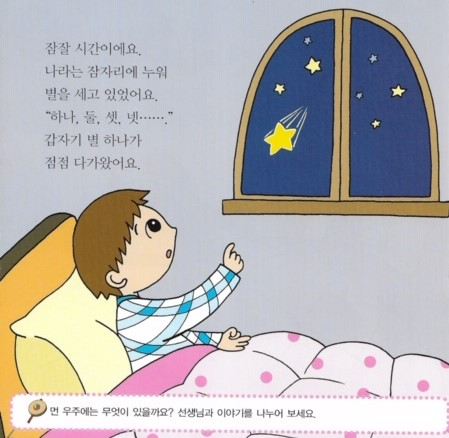 잠잘 시간이에요.
나라는 잠자리에 누워
별을 세고 있었어요.
“하나, 둘, 셋, 넷…….”
갑자기 별 하나가
점점 다가왔어요.
먼 우주에는 무엇이 있을까요? 선생님과 이야기를 나누어 보세요.